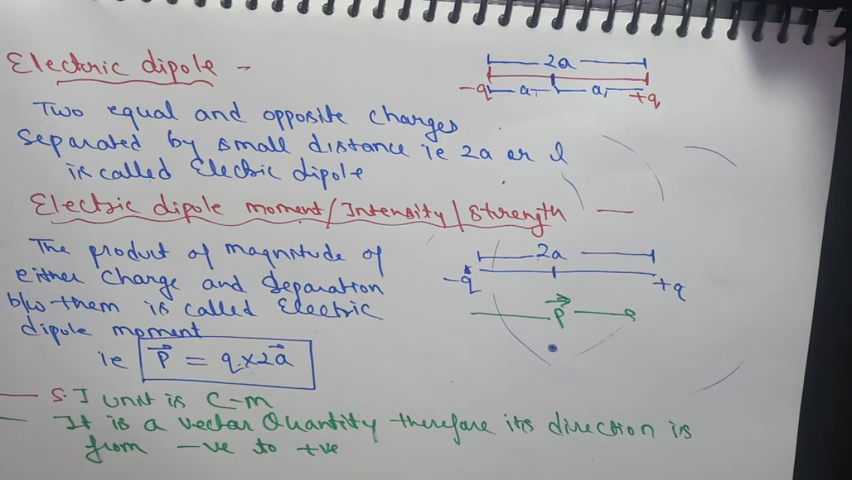 Electric dipole -
2a
-q a a +q
Two equal and opposite charges
separated by small distance ie 2a or l
is called Electric dipole
Electric dipole moment/Intensity/Strength —
The product of magnitude of
either charge and separation
b/w them is called Electric
dipole moment
2a
-q +q
P⃗
ie P⃗ = q × 2a⃗
— S.I unit is C-m
— It is a vector Quantity therefore its direction is
from -ve to +ve